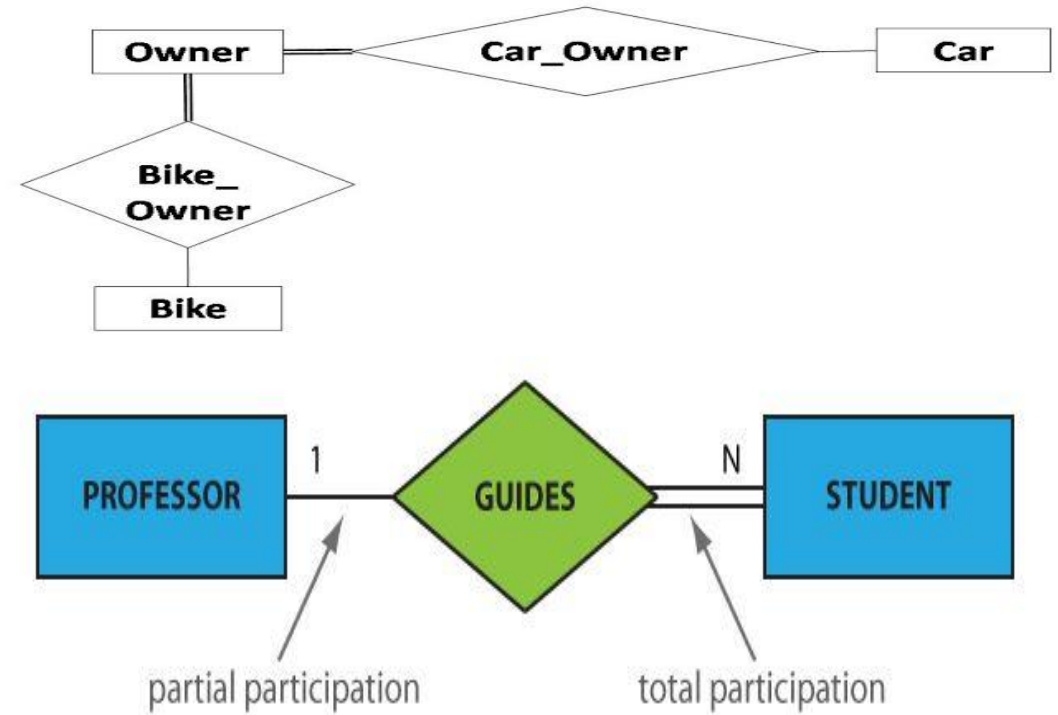 Owner
Car_Owner
Car
Bike_
Owner
Bike
PROFESSOR
1
GUIDES
N
STUDENT
partial participation
total participation